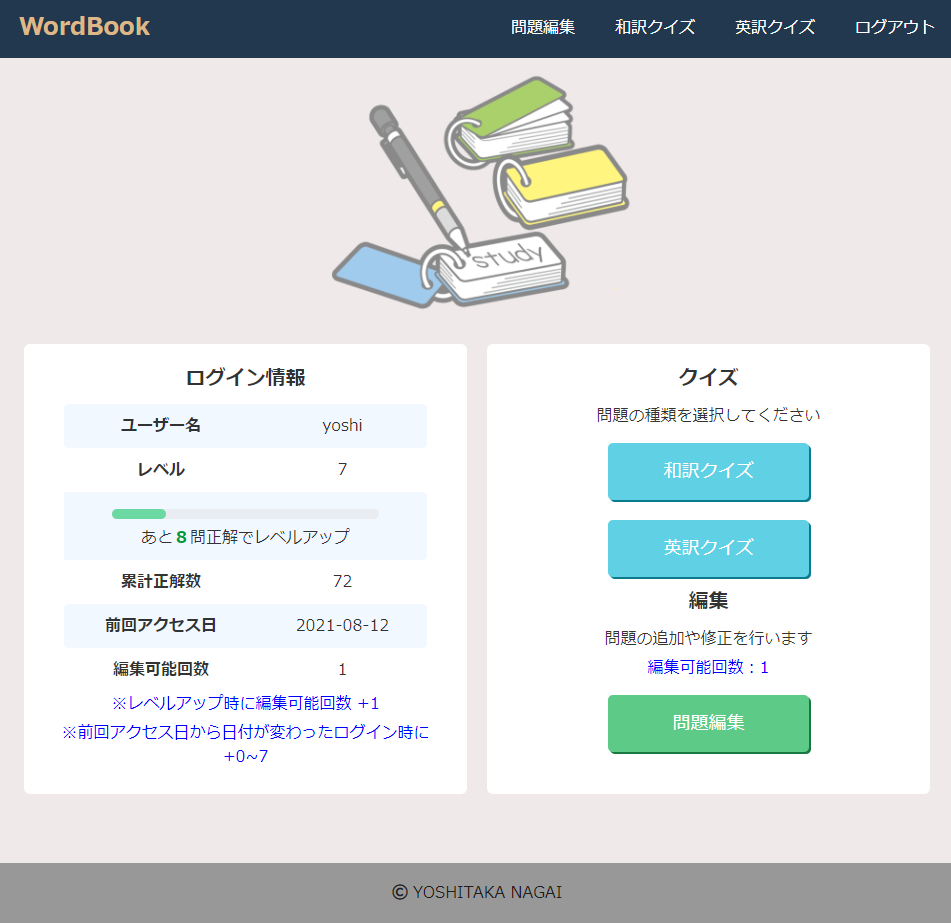 WordBook
問題編集 和訳クイズ 英訳クイズ ログアウト
study
ログイン情報
ユーザー名 yoshi
レベル 7
あと8問正解でレベルアップ
累計正解数 72
前回アクセス日 2021-08-12
編集可能回数 1
※レベルアップ時に編集可能回数 +1
※前回アクセス日から日付が変わったログイン時に
+0~7
クイズ
問題の種類を選択してください
和訳クイズ
英訳クイズ
編集
問題の追加や修正を行います
編集可能回数：1
問題編集
© YOSHITAKA NAGAI